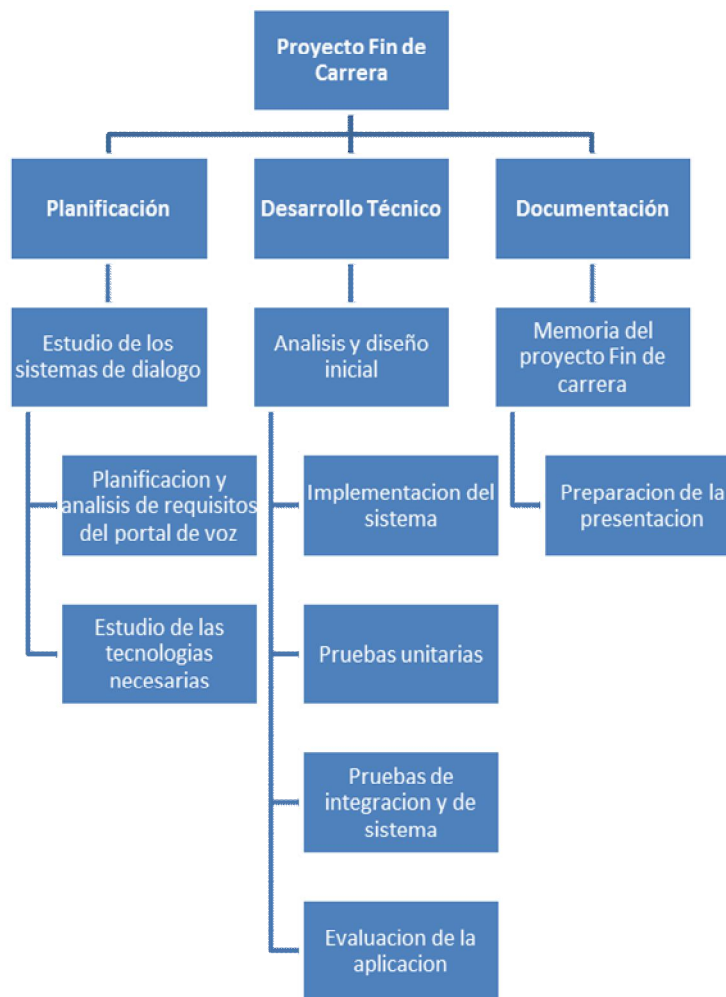 Proyecto Fin de
Carrera
Planificación
Desarrollo Técnico
Documentación
Estudio de los
sistemas de dialogo
Analisis y diseño
inicial
Memoria del
proyecto Fin de
carrera
Planificacion y
analisis de requisitos
del portal de voz
Implementacion del
sistema
Preparacion de la
presentacion
Estudio de las
tecnologias
necesarias
Pruebas unitarias
Pruebas de
integracion y de
sistema
Evaluacion de la
aplicacion